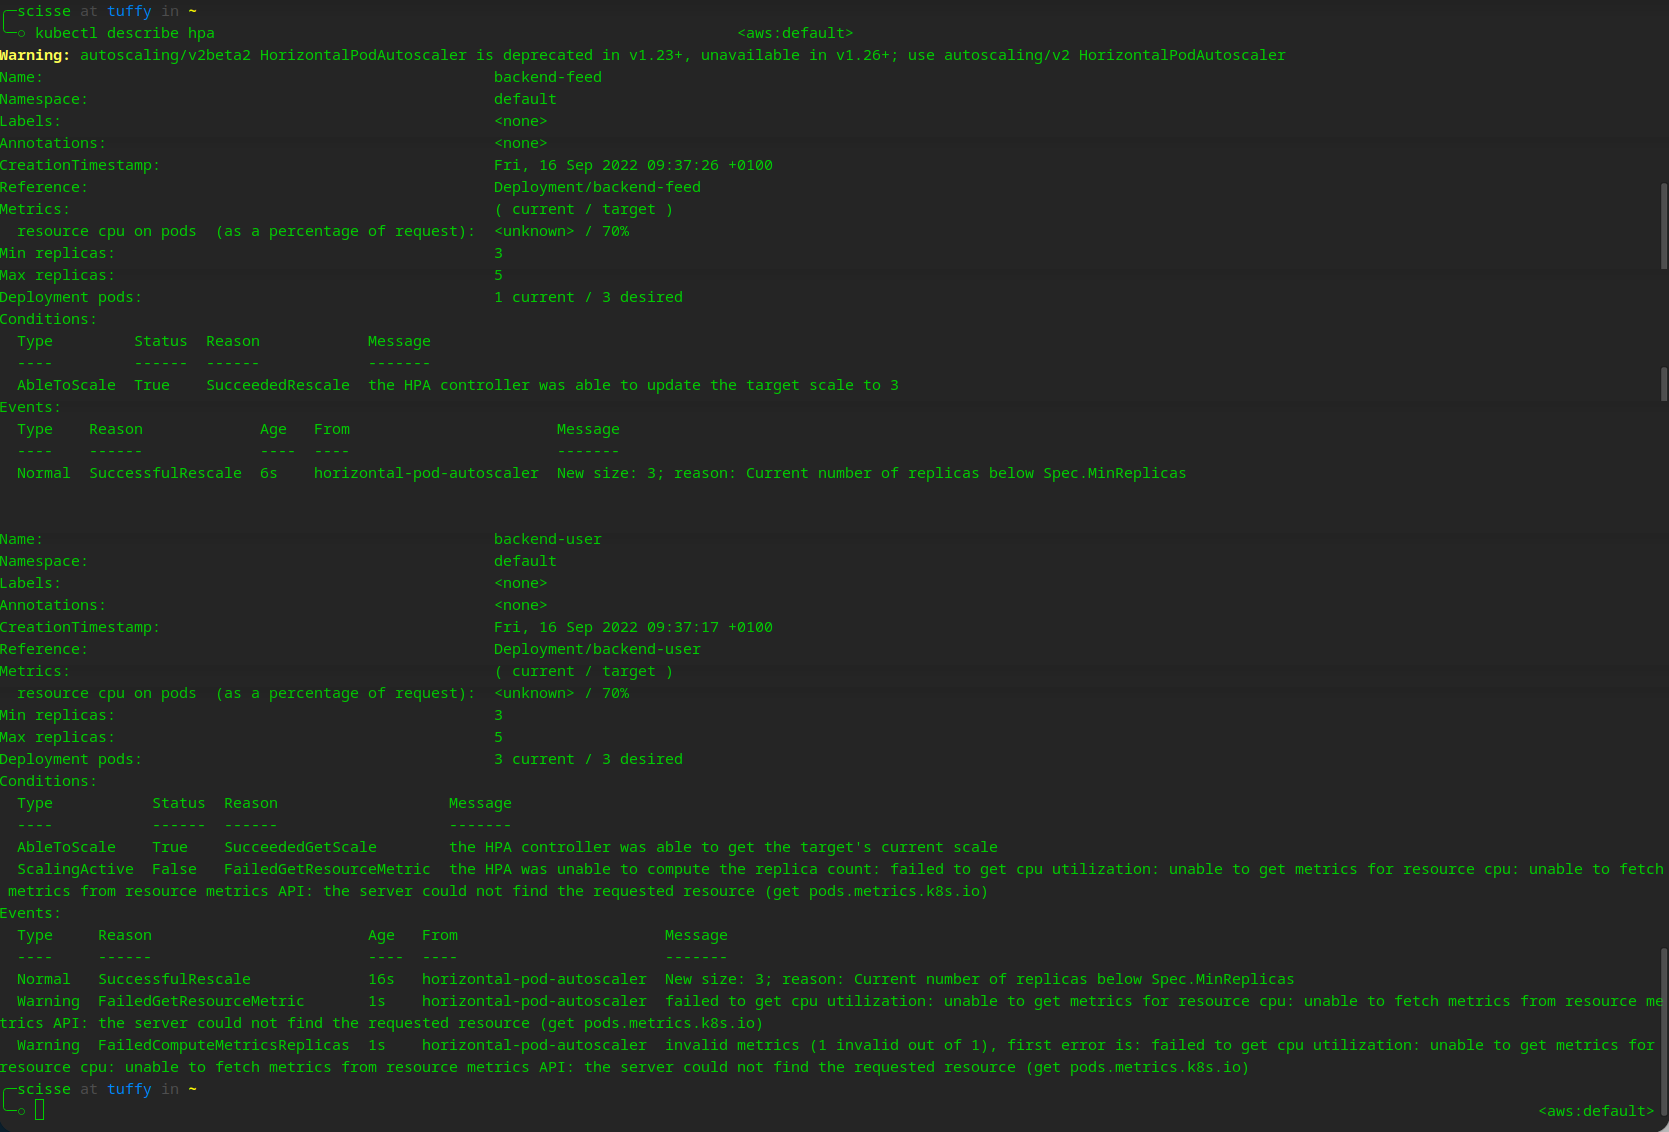 scisse at tuffy in ~
kubectl describe hpa <aws:default>
Warning: autoscaling/v2beta2 HorizontalPodAutoscaler is deprecated in v1.23+, unavailable in v1.26+; use autoscaling/v2 HorizontalPodAutoscaler
Name: backend-feed
Namespace: default
Labels: <none>
Annotations: <none>
CreationTimestamp: Fri, 16 Sep 2022 09:37:26 +0100
Reference: Deployment/backend-feed
Metrics: ( current / target )
resource cpu on pods (as a percentage of request): <unknown> / 70%
Min replicas: 3
Max replicas: 5
Deployment pods: 1 current / 3 desired
Conditions:
Type Status Reason Message
---- ------ ------ -------
AbleToScale True SucceededRescale the HPA controller was able to update the target scale to 3
Events:
Type Reason Age From Message
---- ------ ---- ---- -------
Normal SuccessfulRescale 6s horizontal-pod-autoscaler New size: 3; reason: Current number of replicas below Spec.MinReplicas
Name: backend-user
Namespace: default
Labels: <none>
Annotations: <none>
CreationTimestamp: Fri, 16 Sep 2022 09:37:17 +0100
Reference: Deployment/backend-user
Metrics: ( current / target )
resource cpu on pods (as a percentage of request): <unknown> / 70%
Min replicas: 3
Max replicas: 5
Deployment pods: 3 current / 3 desired
Conditions:
Type Status Reason Message
---- ------ ------ -------
AbleToScale True SucceededGetScale the HPA controller was able to get the target's current scale
ScalingActive False FailedGetResourceMetric the HPA was unable to compute the replica count: failed to get cpu utilization: unable to get metrics for resource cpu: unable to fetch
metrics from resource metrics API: the server could not find the requested resource (get pods.metrics.k8s.io)
Events:
Type Reason Age From Message
---- ------ ---- ---- -------
Normal SuccessfulRescale 16s horizontal-pod-autoscaler New size: 3; reason: Current number of replicas below Spec.MinReplicas
Warning FailedGetResourceMetric 1s horizontal-pod-autoscaler failed to get cpu utilization: unable to get metrics for resource cpu: unable to fetch metrics from resource me
trics API: the server could not find the requested resource (get pods.metrics.k8s.io)
Warning FailedComputeMetricsReplicas 1s horizontal-pod-autoscaler invalid metrics (1 invalid out of 1), first error is: failed to get cpu utilization: unable to get metrics for
resource cpu: unable to fetch metrics from resource metrics API: the server could not find the requested resource (get pods.metrics.k8s.io)
scisse at tuffy in ~
<aws:default>